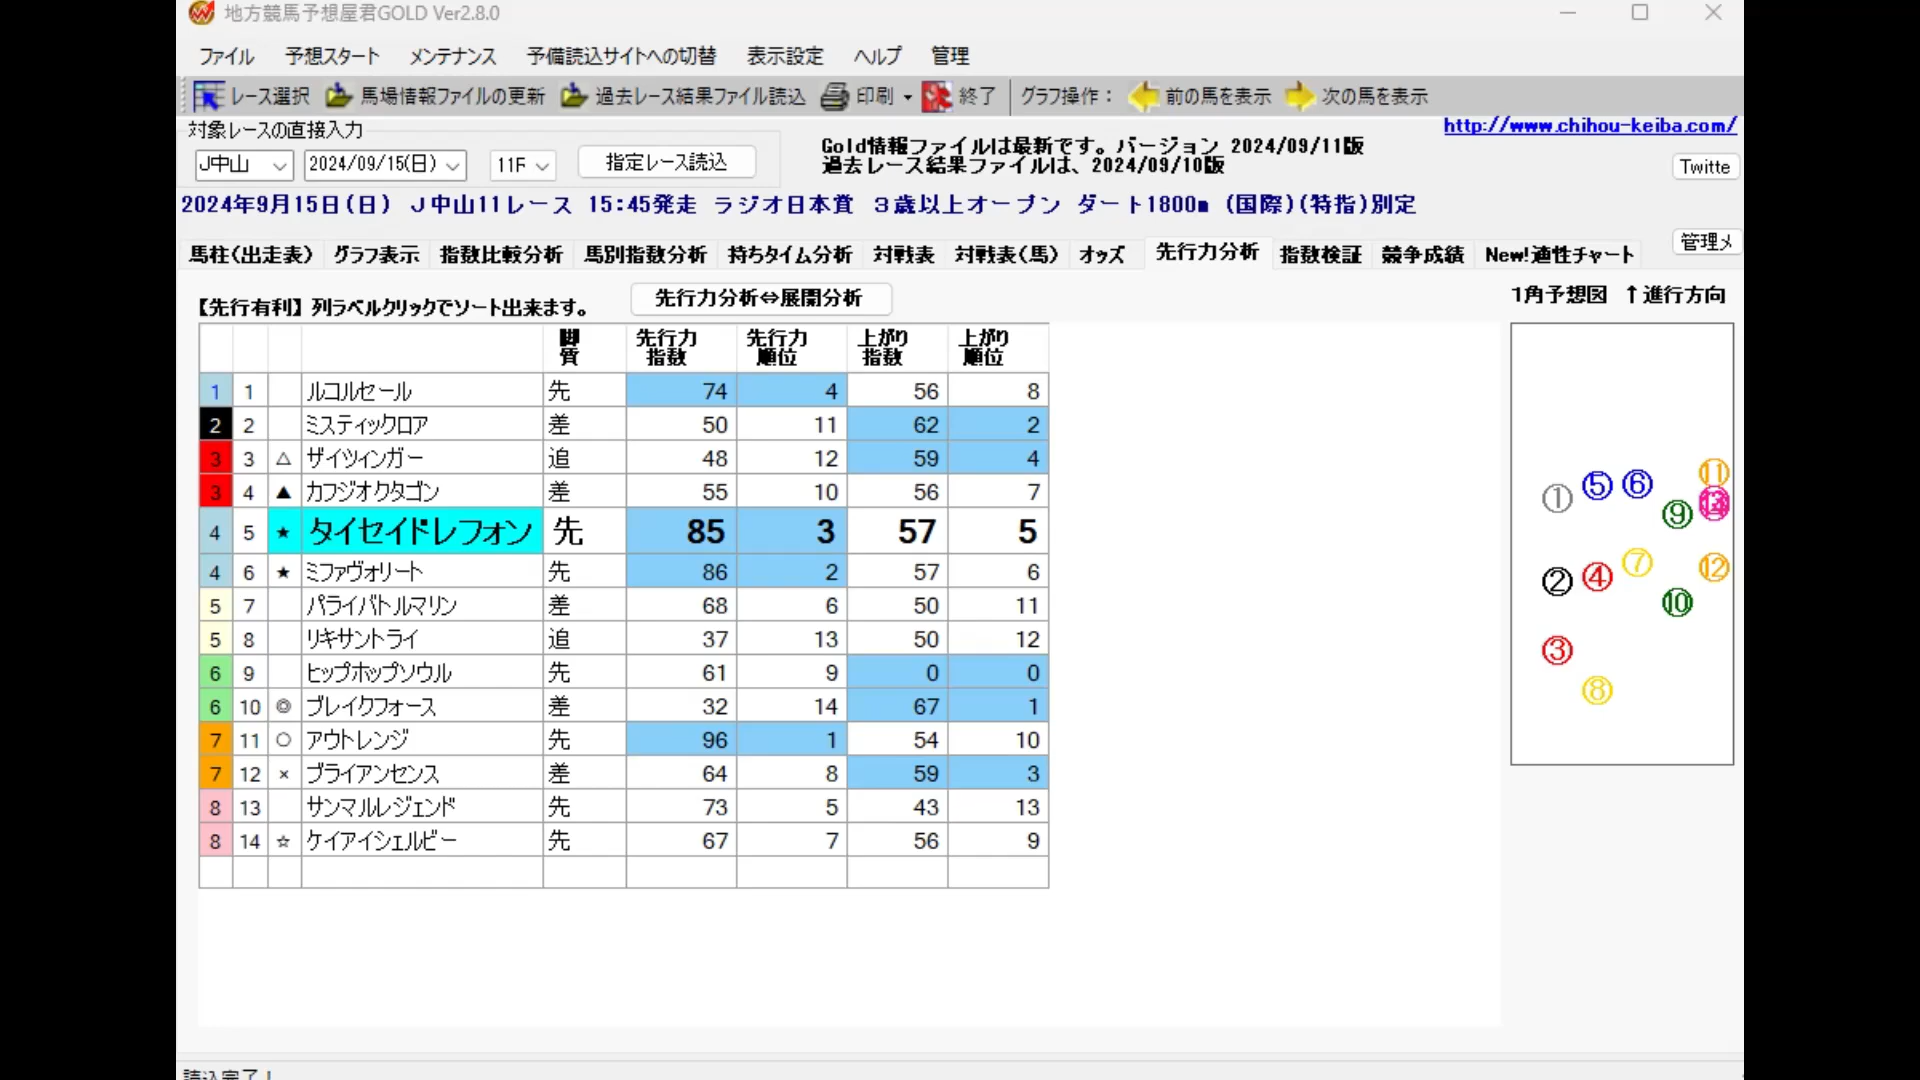 地方競馬予想屋君GOLD Ver2.8.0
ファイル 予想スタート メンテナンス 予備読込サイトへの切替 表示設定 ヘルプ 管理
レース選択 馬場情報ファイルの更新 過去レース結果ファイル読込 印刷 終了 グラフ操作： 前の馬を表示 次の馬を表示
対象レースの直接入力
http://www.chihou-keiba.com/
J中山 2024/09/15(日) 11F 指定レース読込
Gold情報ファイルは最新です。バージョン 2024/09/11版
過去レース結果ファイルは、2024/09/10版
Twitte
2024年9月15日(日) J中山11レース 15:45発走 ラジオ日本賞 3歳以上オープン ダート1800m (国際)(特指)別定
管理メ
馬柱(出走表) グラフ表示 指数比較分析 馬別指数分析 持ちタイム分析 対戦表 対戦表(馬) オッズ 先行力分析 指数検証 競争成績 New!適性チャート
【先行有利】列ラベルクリックでソート出来ます。 先行力分析⇔展開分析 1角予想図 ↑進行方向
脚質 先行力指数 先行力順位 上がり指数 上がり順位
1 1 ルコルセール 先 74 4 56 8
2 2 ミスティックロア 差 50 11 62 2
3 3 △ ザイツィンガー 追 48 12 59 4
3 4 ▲ カフジオクタゴン 差 55 10 56 7
4 5 ★ タイセイドレフォン 先 85 3 57 5
4 6 ★ ミファヴォリート 先 86 2 57 6
5 7 パライバトルマリン 差 68 6 50 11
5 8 リキサントライ 追 37 13 50 12
6 9 ヒップホップソウル 先 61 9 0 0
6 10 ◎ ブレイクフォース 差 32 14 67 1
7 11 ○ アウトレンジ 先 96 1 54 10
7 12 × ブライアンセンス 差 64 8 59 3
8 13 サンマルレジェンド 先 73 5 43 13
8 14 ☆ ケイアイシェルビー 先 67 7 56 9
⑪
① ⑤ ⑥
⑨
② ④ ⑦ ⑫
⑩
③
⑧
読込完了！